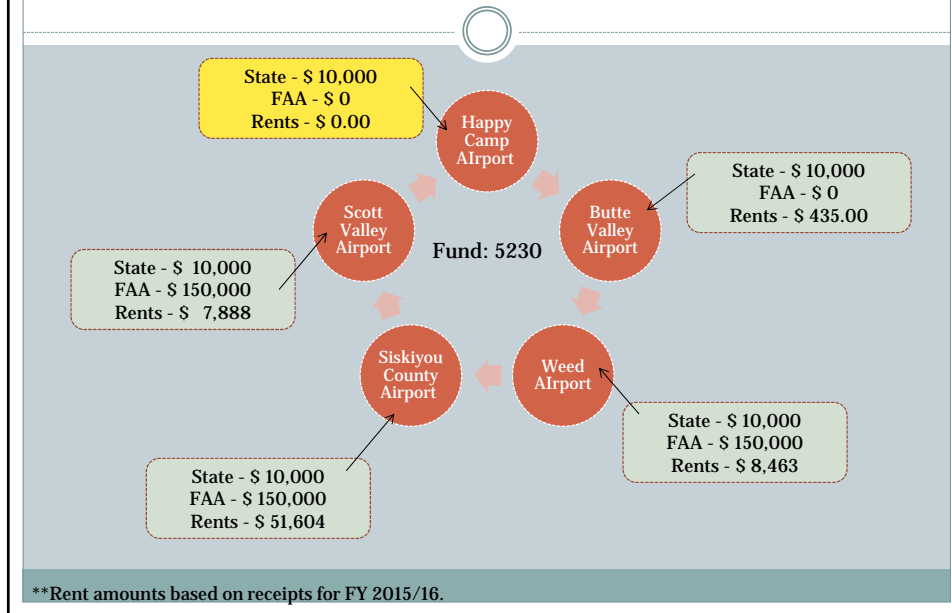 State - $ 10,000
FAA - $ 0
Rents - $ 0.00
Happy
Camp
AIrport
State - $ 10,000
FAA - $ 0
Rents - $ 435.00
Butte
Valley
Airport
Scott
Valley
Airport
Fund: 5230
State - $ 10,000
FAA - $ 150,000
Rents - $ 7,888
Siskiyou
County
Airport
Weed
AIrport
State - $ 10,000
FAA - $ 150,000
Rents - $ 8,463
State - $ 10,000
FAA - $ 150,000
Rents - $ 51,604
**Rent amounts based on receipts for FY 2015/16.